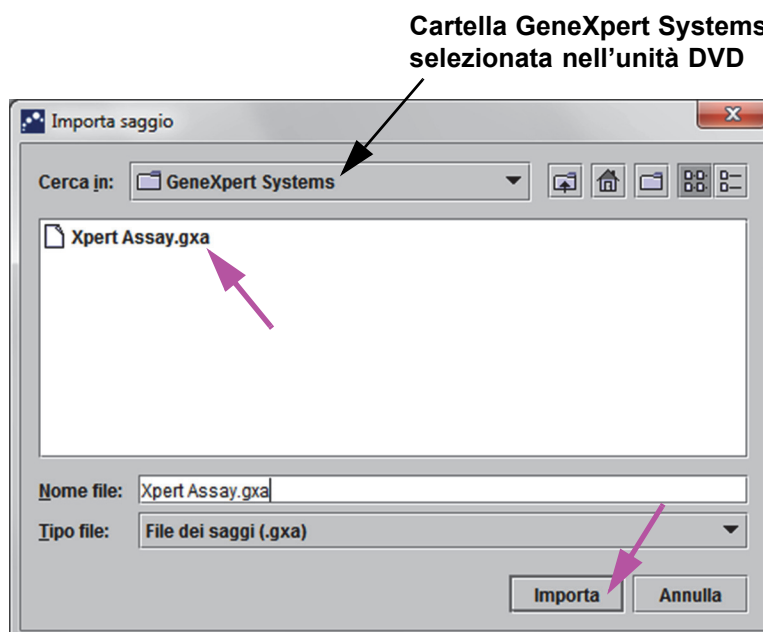 Cartella GeneXpert Systems
selezionata nell'unità DVD
Importa saggio
Cerca in: GeneXpert Systems
Xpert Assay.gxa
Nome file: Xpert Assay.gxa
Tipo file: File dei saggi (.gxa)
Importa Annulla